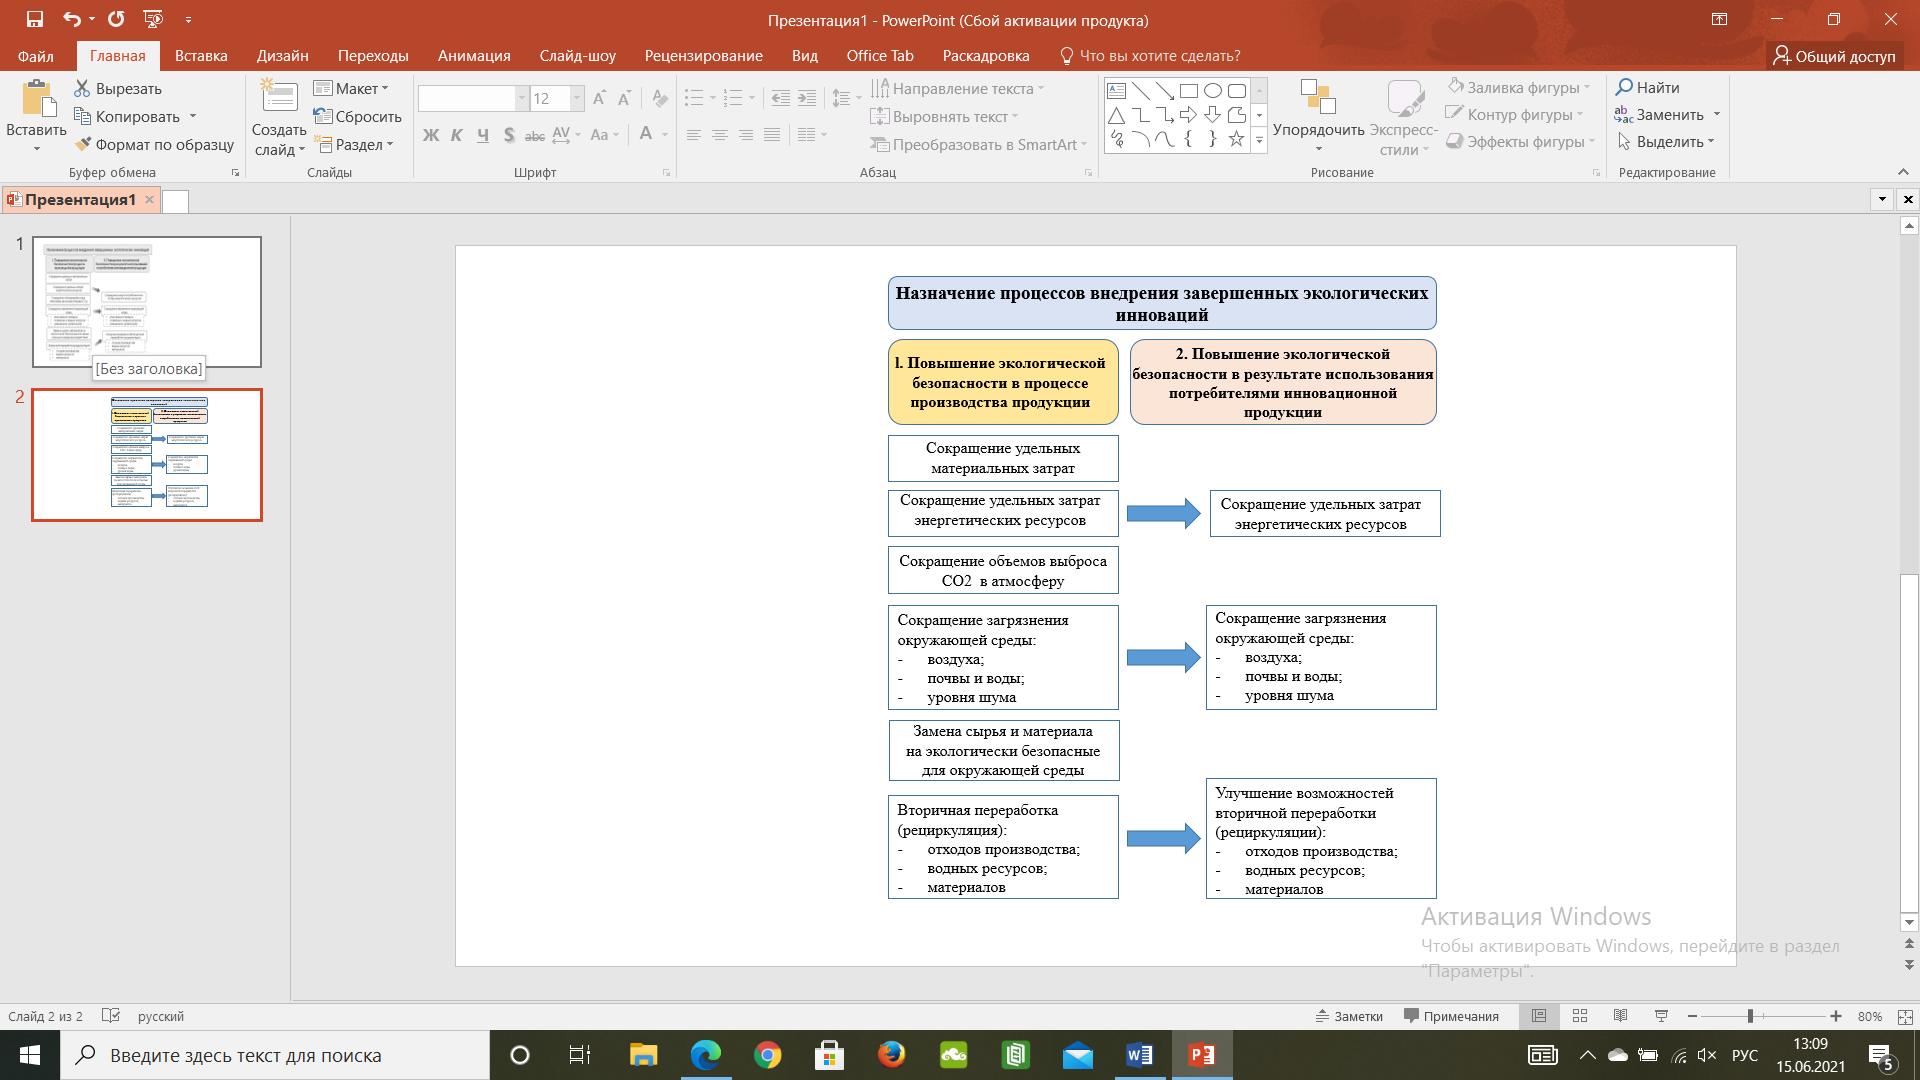 Презентация1 - PowerPoint (Сбой активации продукта)
Файл
Главная
Вставка
Дизайн
Переходы
Анимация
Слайд-шоу
Рецензирование
Вид
Office Tab
Раскадровка
Что вы хотите сделать?
Общий доступ
Вставить
Вырезать
Копировать
Формат по образцу
Буфер обмена
Создать
слайд
Макет
Сбросить
Раздел
Слайды
12
Ж К Ч S abc AV Aa А
Шрифт
Направление текста
Выровнять текст
Преобразовать в SmartArt
Абзац
Упорядочить
Экспресс-
стили
Заливка фигуры
Контур фигуры
Эффекты фигуры
Рисование
Найти
Заменить
Выделить
Редактирование
Презентация1
1
[Без заголовка]
2
Назначение процессов внедрения завершенных экологических
инноваций
1. Повышение экологической
безопасности в процессе
производства продукции
2. Повышение экологической
безопасности в результате использования
потребителями инновационной
продукции
Сокращение удельных
материальных затрат
Сокращение удельных затрат
энергетических ресурсов
Сокращение удельных затрат
энергетических ресурсов
Сокращение объемов выброса
СО2 в атмосферу
Сокращение загрязнения
окружающей среды:
- воздуха;
- почвы и воды;
- уровня шума
Сокращение загрязнения
окружающей среды:
- воздуха;
- почвы и воды;
- уровня шума
Замена сырья и материала
на экологически безопасные
для окружающей среды
Вторичная переработка
(рециркуляция):
- отходов производства;
- водных ресурсов;
- материалов
Улучшение возможностей
вторичной переработки
(рециркуляции):
- отходов производства;
- водных ресурсов;
- материалов
Активация Windows
Чтобы активировать Windows, перейдите в раздел
"Параметры".
Слайд 2 из 2
русский
Заметки
Примечания
80%
Введите здесь текст для поиска
РУС
13:09
15.06.2021
5